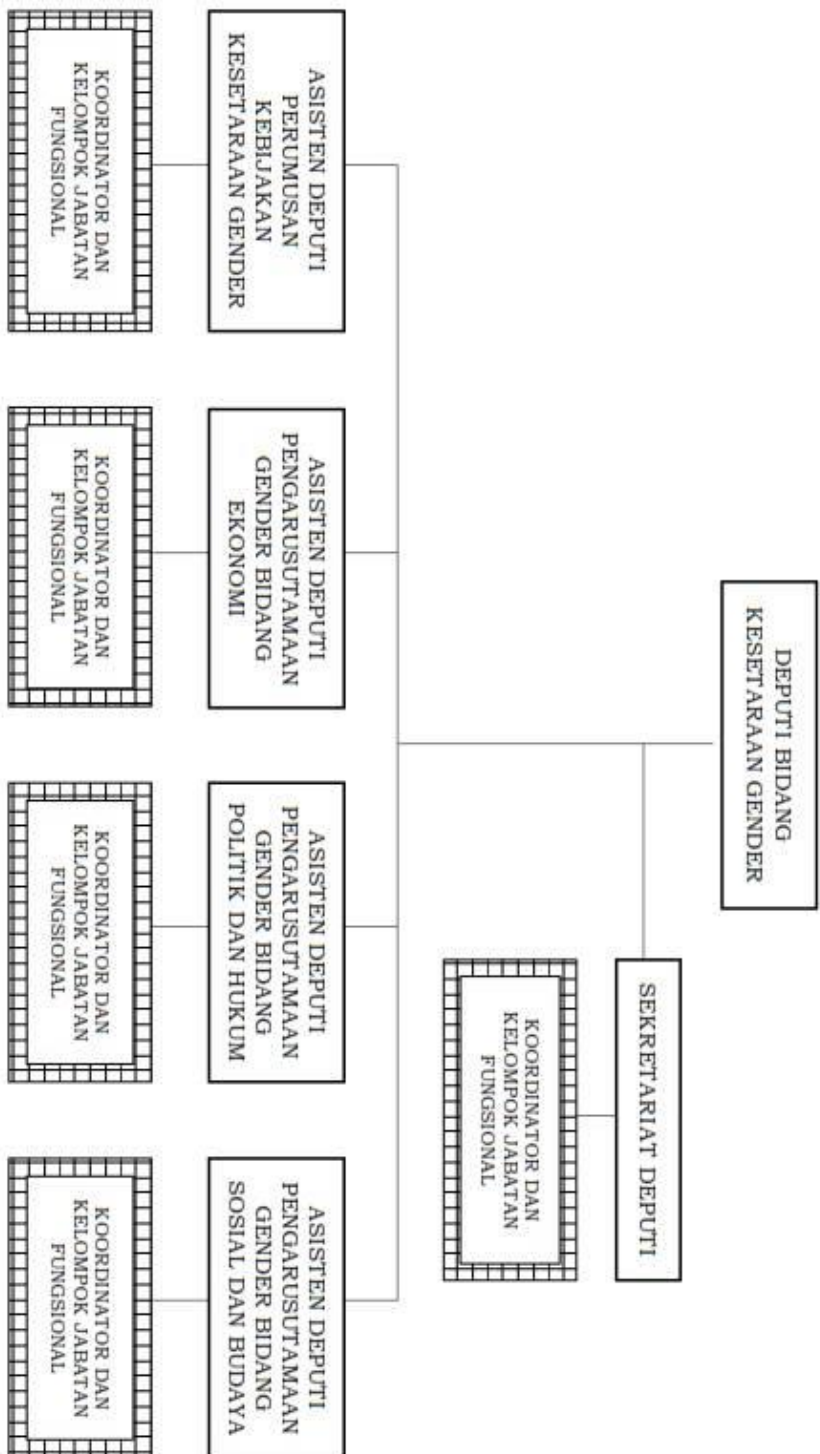 DEPUTI BIDANG
KESETARAAN GENDER
SEKRETARIAT DEPUTI
KOORDINATOR DAN
KELOMPOK JABATAN
FUNGSIONAL
ASISTEN DEPUTI
PERUMUSAN
KEBIJAKAN
KESETARAAN GENDER
ASISTEN DEPUTI
PENGARUSUTAMAAN
GENDER BIDANG
EKONOMI
ASISTEN DEPUTI
PENGARUSUTAMAAN
GENDER BIDANG
POLITIK DAN HUKUM
ASISTEN DEPUTI
PENGARUSUTAMAAN
GENDER BIDANG
SOSIAL DAN BUDAYA
KOORDINATOR DAN
KELOMPOK JABATAN
FUNGSIONAL
KOORDINATOR DAN
KELOMPOK JABATAN
FUNGSIONAL
KOORDINATOR DAN
KELOMPOK JABATAN
FUNGSIONAL
KOORDINATOR DAN
KELOMPOK JABATAN
FUNGSIONAL